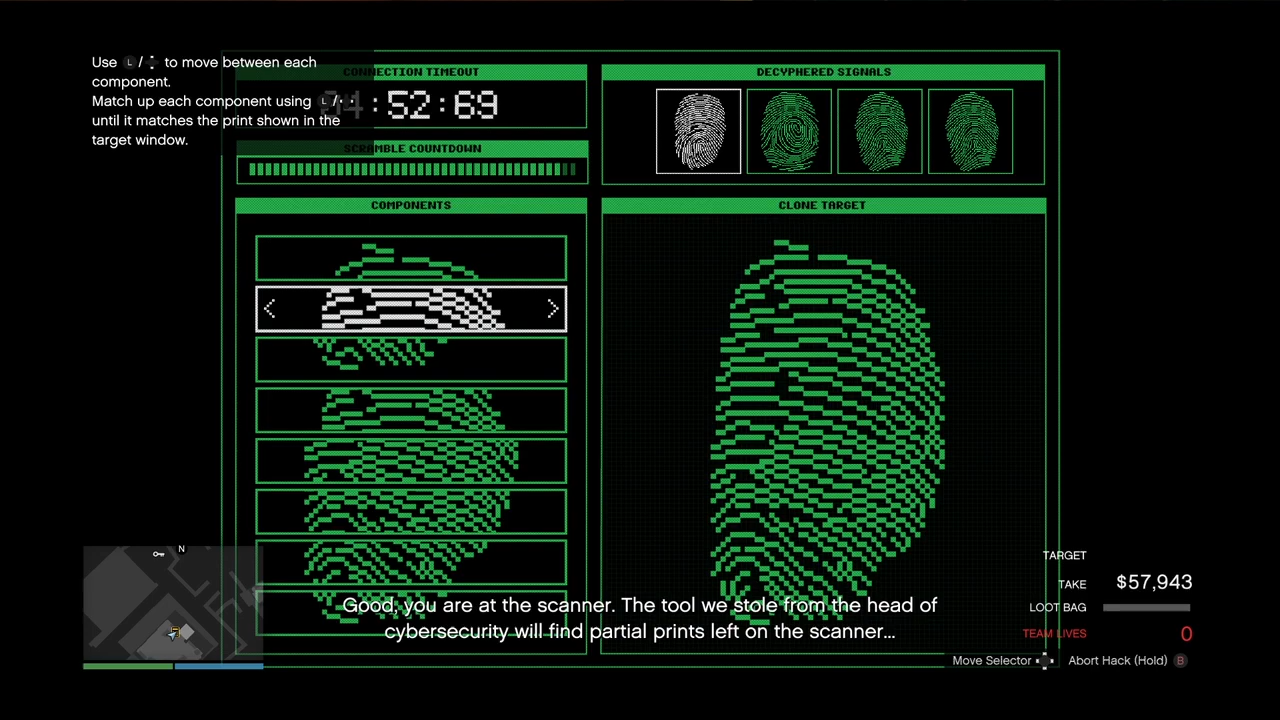 Use L / to move between each
component.
Match up each component using L /
until it matches the print shown in the
target window.
CONNECTION TIMEOUT
:52:69
SCRAMBLE COUNTDOWN
DECYPHERED SIGNALS
COMPONENTS
CLONE TARGET
N
Good, you are at the scanner. The tool we stole from the head of
cybersecurity will find partial prints left on the scanner...
TARGET
TAKE $57,943
LOOT BAG
TEAM LIVES 0
Move Selector Abort Hack (Hold) B